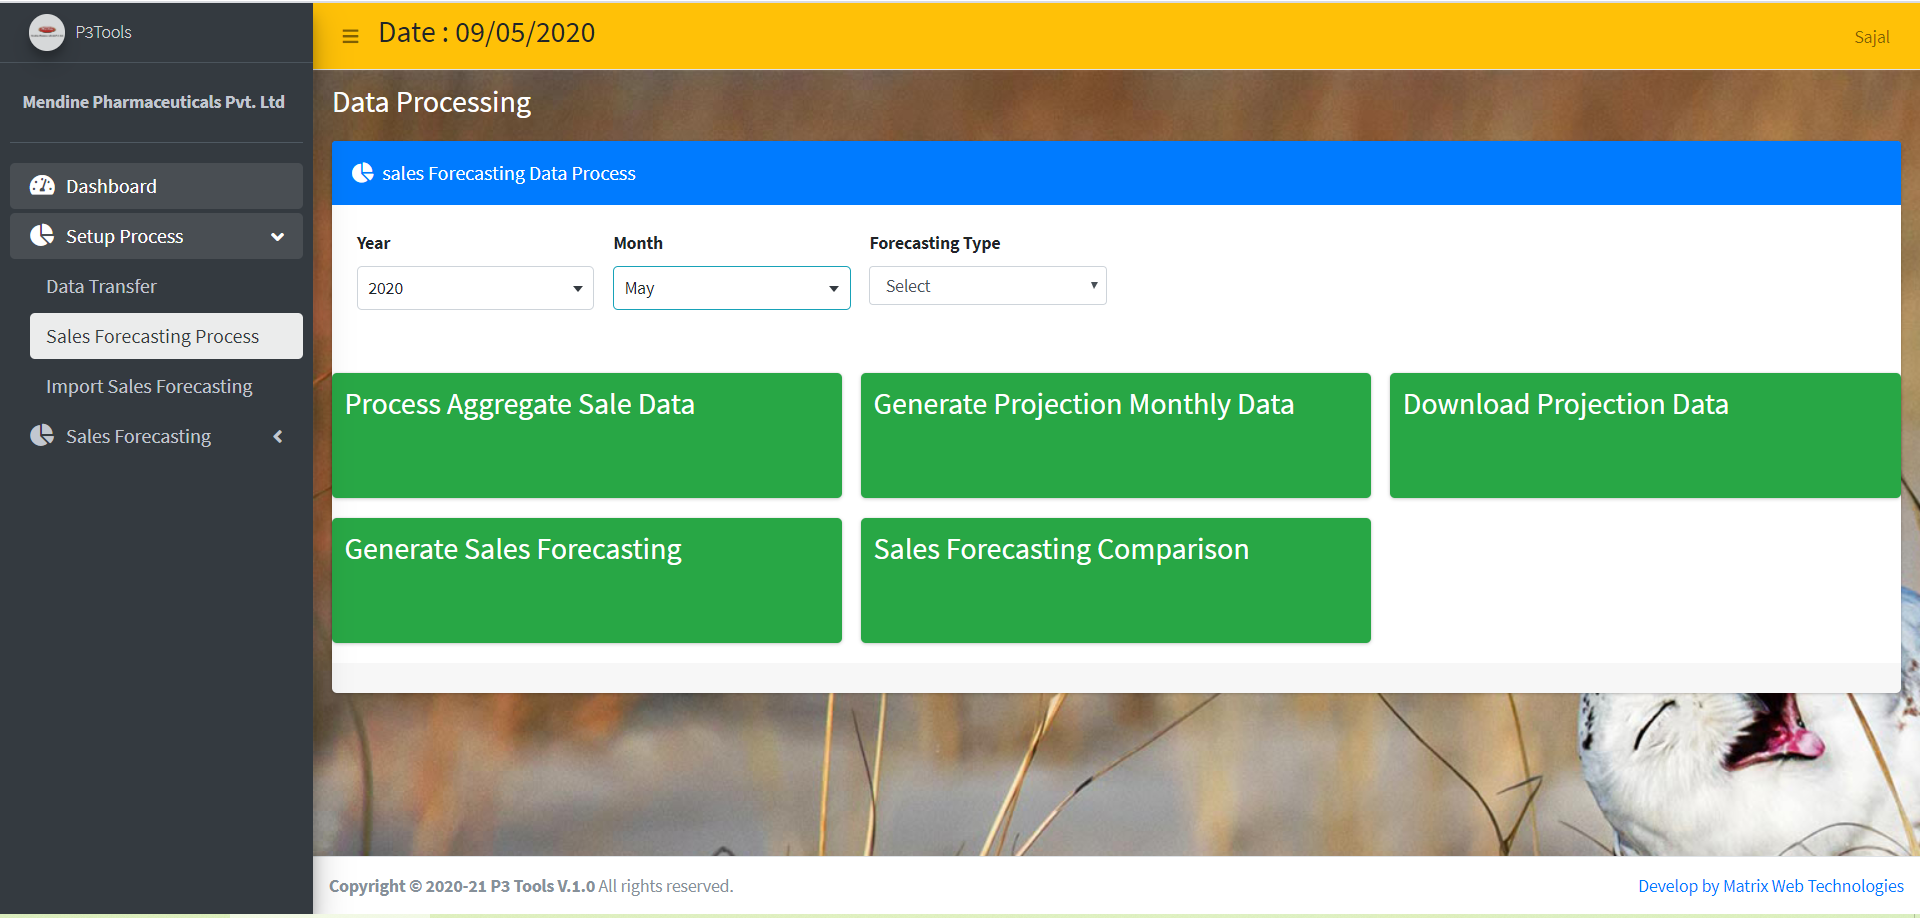 P3Tools
Date : 09/05/2020
Sajal
Mendine Pharmaceuticals Pvt. Ltd
Dashboard
Setup Process
Data Transfer
Sales Forecasting Process
Import Sales Forecasting
Sales Forecasting
Data Processing
sales Forecasting Data Process
Year Month Forecasting Type
2020 May Select
Process Aggregate Sale Data
Generate Projection Monthly Data
Download Projection Data
Generate Sales Forecasting
Sales Forecasting Comparison
Copyright © 2020-21 P3 Tools V.1.0 All rights reserved.
Develop by Matrix Web Technologies